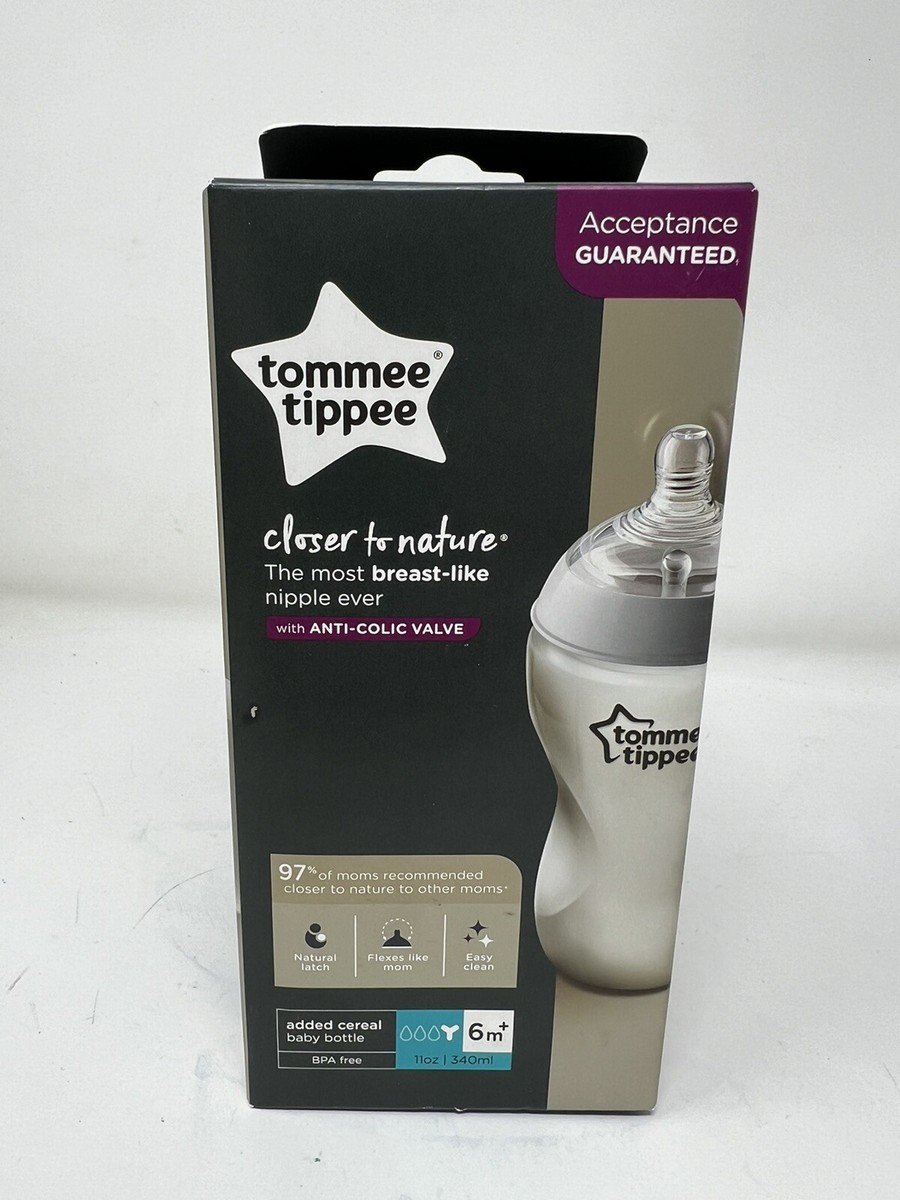 Acceptance
GUARANTEED†
tommee®
tippee
closer to nature®
The most breast-like
nipple ever
with ANTI-COLIC VALVE
tomme
tippee
97% of moms recommended
closer to nature to other moms*
Natural
latch
Flexes like
mom
Easy
clean
added cereal
baby bottle
6m+
BPA free
11oz | 340ml